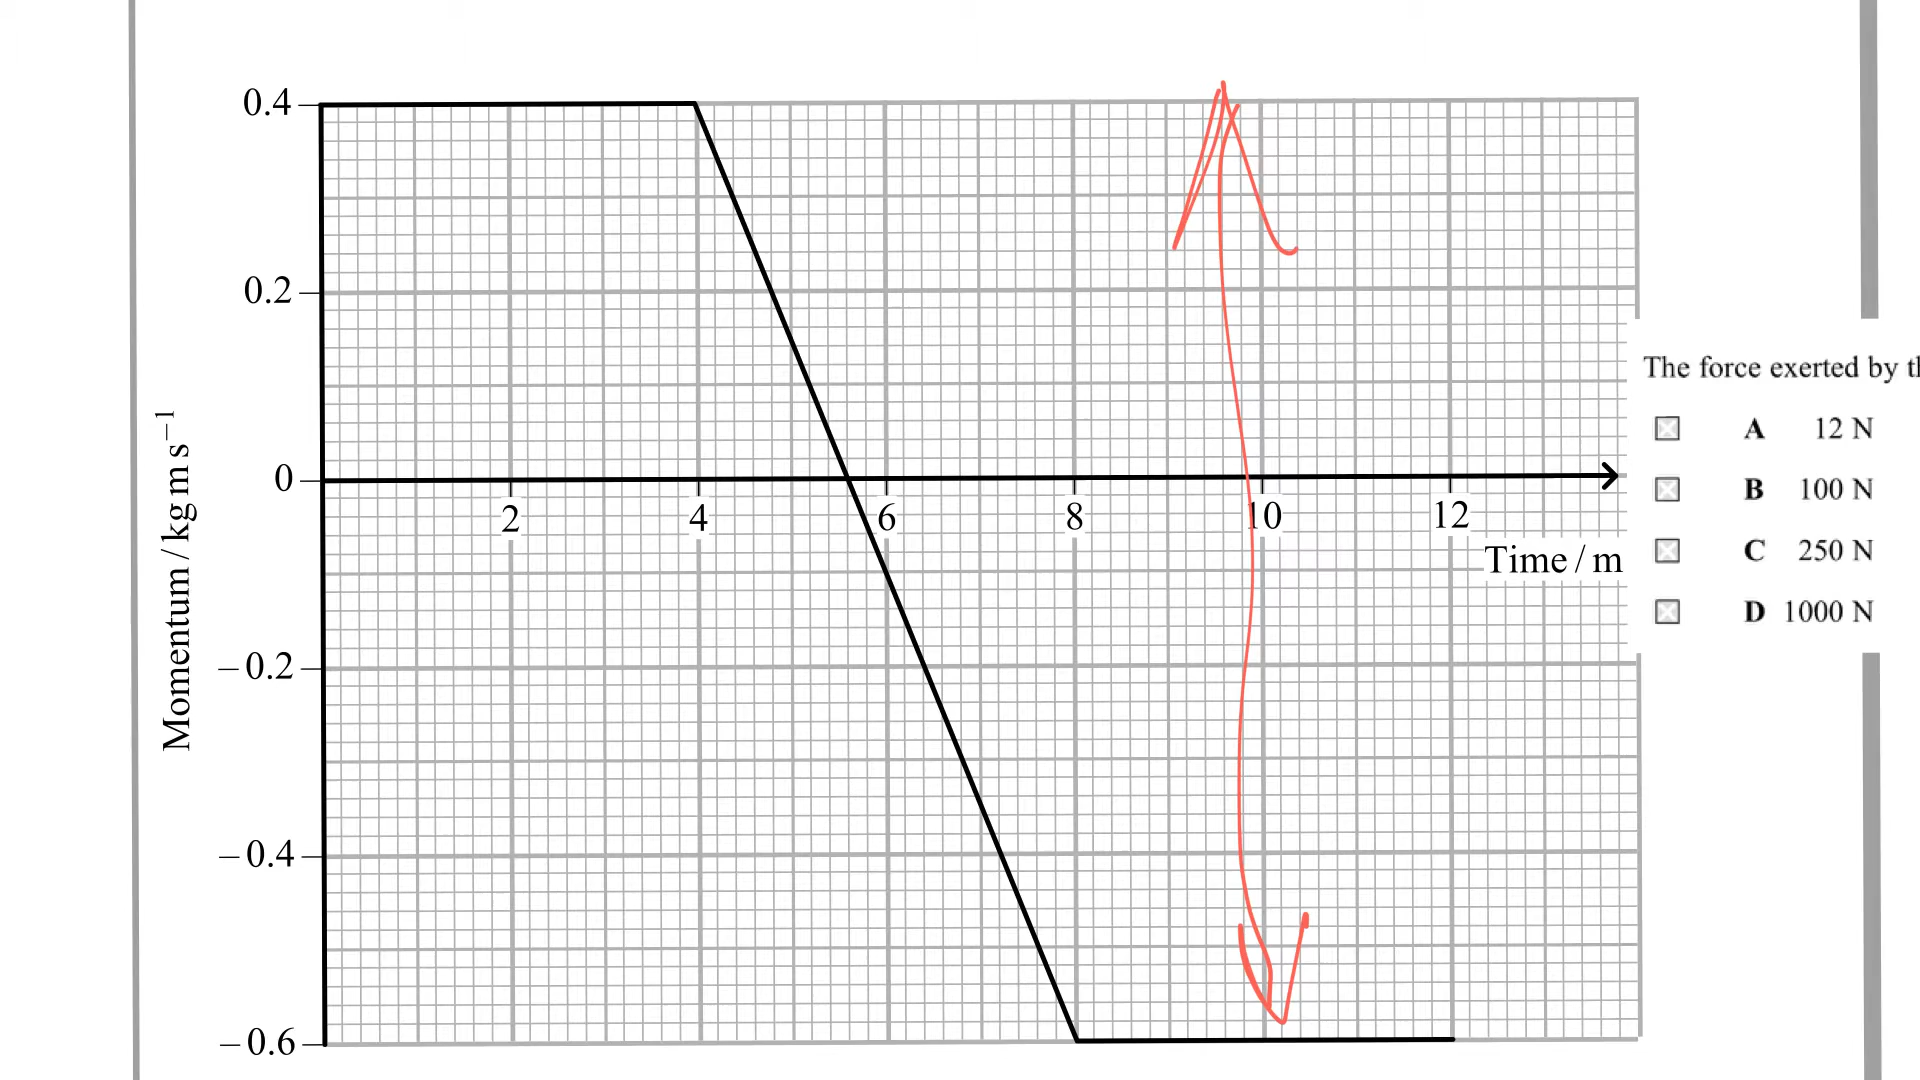 0.4
0.2
0
−0.2
−0.4
−0.6
Momentum / kg m s⁻¹
2 4 6 8 10 12
Time / m
The force exerted by
A 12 N
B 100 N
C 250 N
D 1000 N